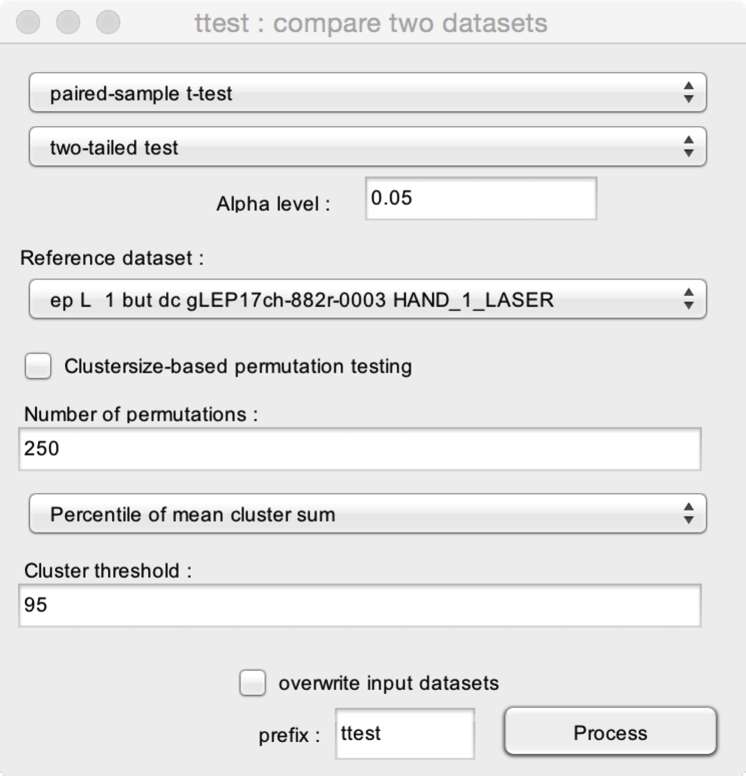 ttest : compare two datasets
paired-sample t-test
two-tailed test
Alpha level : 0.05
Reference dataset :
ep L  1 but dc gLEP17ch-882r-0003 HAND_1_LASER
Clustersize-based permutation testing
Number of permutations :
250
Percentile of mean cluster sum
Cluster threshold :
95
overwrite input datasets
prefix : ttest Process